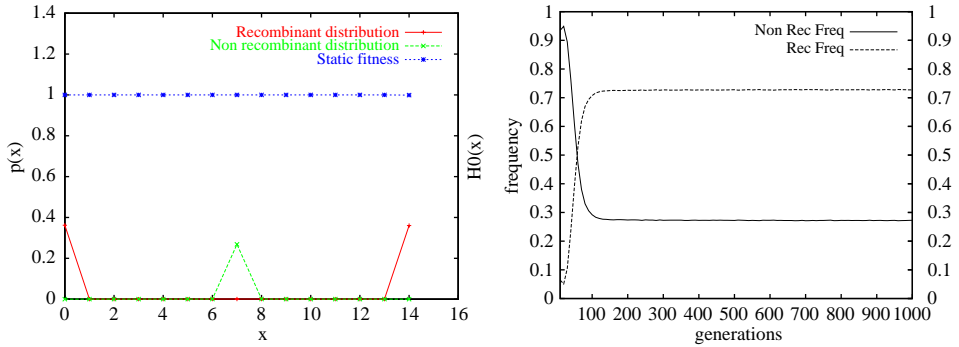 1.4
1.2
1
0.8
0.6
0.4
0.2
0
0 2 4 6 8 10 12 14 16
p(x)
x
H0(x)
Recombinant distribution
Non recombinant distribution
Static fitness
1
0.9
0.8
0.7
0.6
0.5
0.4
0.3
0.2
0.1
0
frequency
100 200 300 400 500 600 700 800 900 1000
generations
Non Rec Freq
Rec Freq
1
0.9
0.8
0.7
0.6
0.5
0.4
0.3
0.2
0.1
0